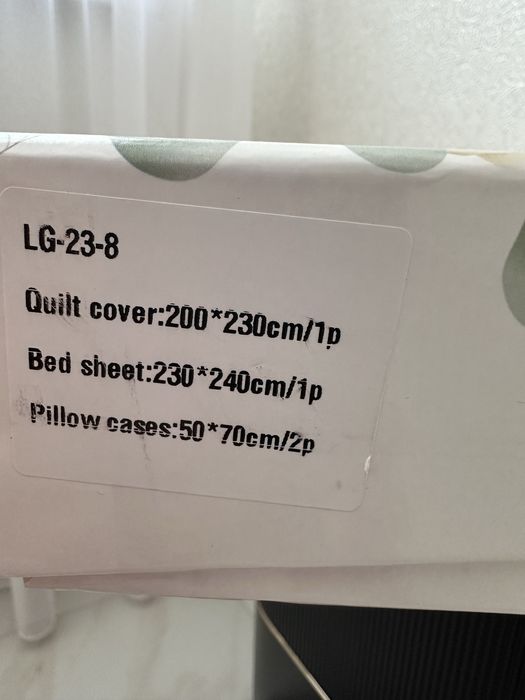 LG-23-8
Quilt cover:200*230cm/1p
Bed sheet:230*240cm/1p
Pillow cases:50*70cm/2p